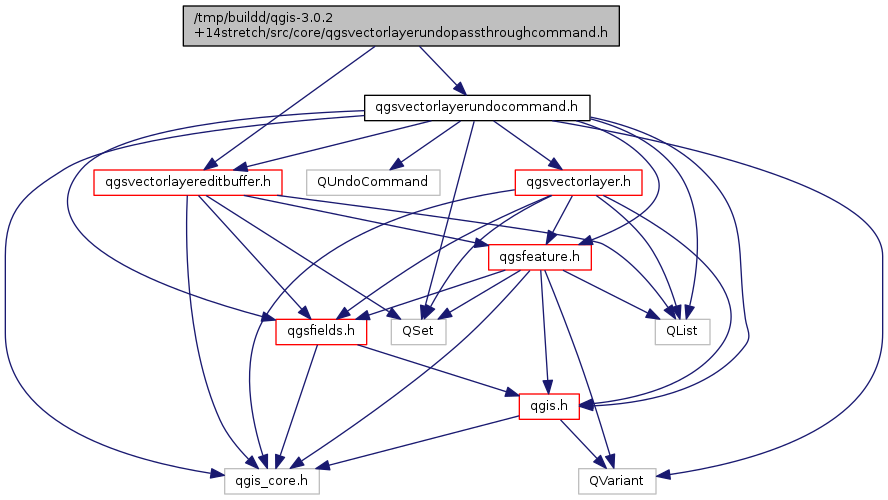 /tmp/buildd/qgis-3.0.2
+14stretch/src/core/qgsvectorlayerundopassthroughcommand.h
qgsvectorlayerundocommand.h
qgsvectorlayereditbuffer.h
QUndoCommand
qgsvectorlayer.h
qgsfeature.h
qgsfields.h
QSet
QList
qgis.h
qgis_core.h
QVariant